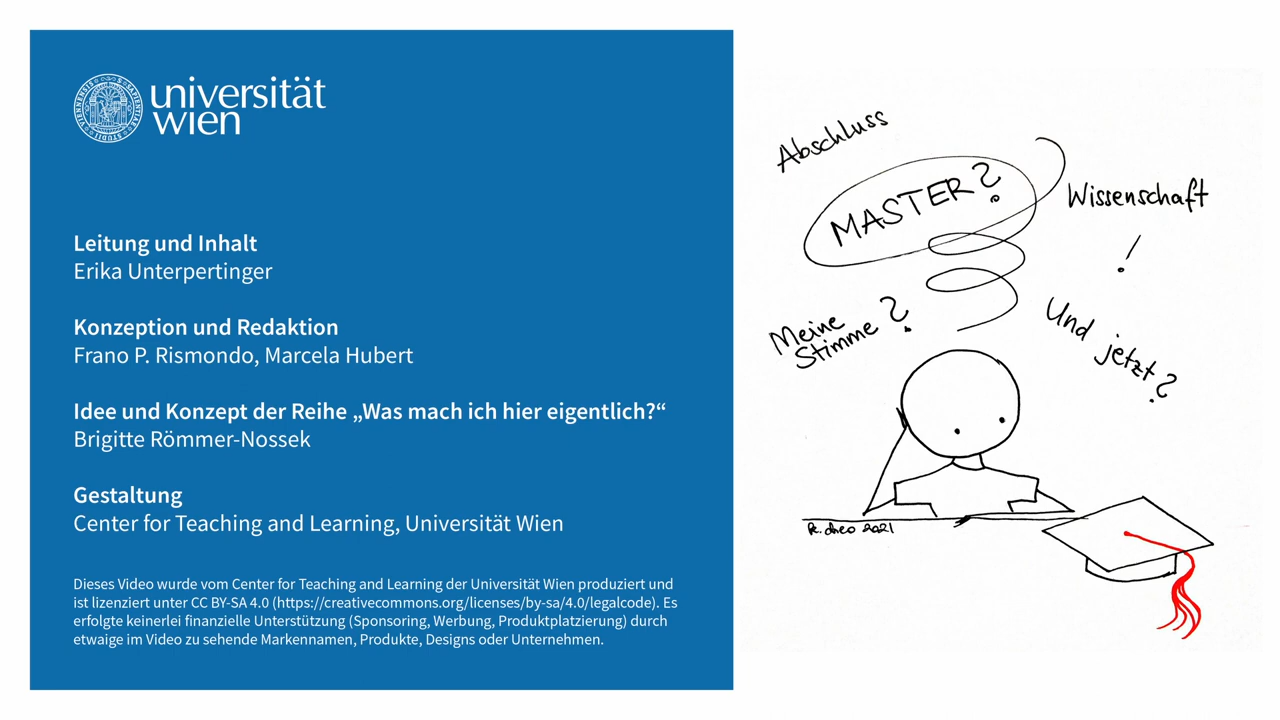 universität
wien
Leitung und Inhalt
Erika Unterpertinger
Konzeption und Redaktion
Frano P. Rismondo, Marcela Hubert
Idee und Konzept der Reihe „Was mach ich hier eigentlich?“
Brigitte Römmer-Nossek
Gestaltung
Center for Teaching and Learning, Universität Wien
Dieses Video wurde vom Center for Teaching and Learning der Universität Wien produziert und
ist lizenziert unter CC BY-SA 4.0 (https://creativecommons.org/licenses/by-sa/4.0/legalcode). Es
erfolgte keinerlei finanzielle Unterstützung (Sponsoring, Werbung, Produktplatzierung) durch
etwaige im Video zu sehende Markennamen, Produkte, Designs oder Unternehmen.
Abschluss
MASTER?
Wissenschaft
!
Meine
Stimme?
Und jetzt?
2021